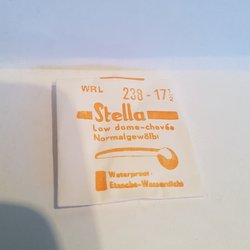 WRL 238-17½
Stella
Low dome-chevée
Normalgewölbt
Waterproof-
Etanche-Wasserdicht